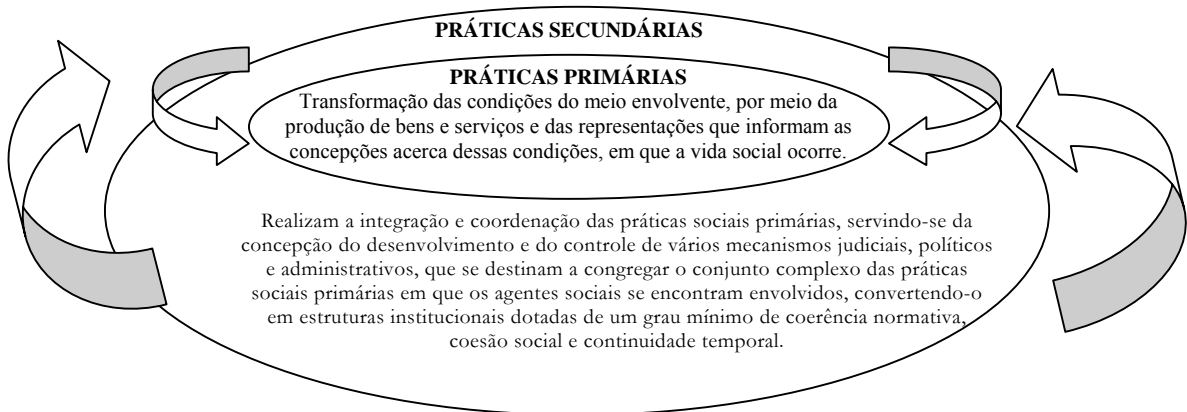 PRÁTICAS SECUNDÁRIAS
PRÁTICAS PRIMÁRIAS
Transformação das condições do meio envolvente, por meio da
produção de bens e serviços e das representações que informam as
concepções acerca dessas condições, em que a vida social ocorre.
Realizam a integração e coordenação das práticas sociais primárias, servindo-se da
concepção do desenvolvimento e do controle de vários mecanismos judiciais, políticos
e administrativos, que se destinam a congregar o conjunto complexo das práticas
sociais primárias em que os agentes sociais se encontram envolvidos, convertendo-o
em estruturas institucionais dotadas de um grau mínimo de coerência normativa,
coesão social e continuidade temporal.